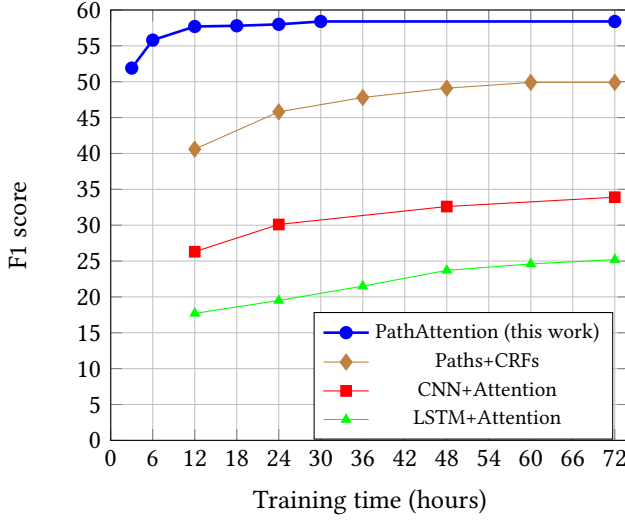 60
55
50
45
40
35
30
25
20
15
10
5
0
F1 score
PathAttention (this work)
Paths+CRFs
CNN+Attention
LSTM+Attention
0 6 12 18 24 30 36 42 48 54 60 66 72
Training time (hours)